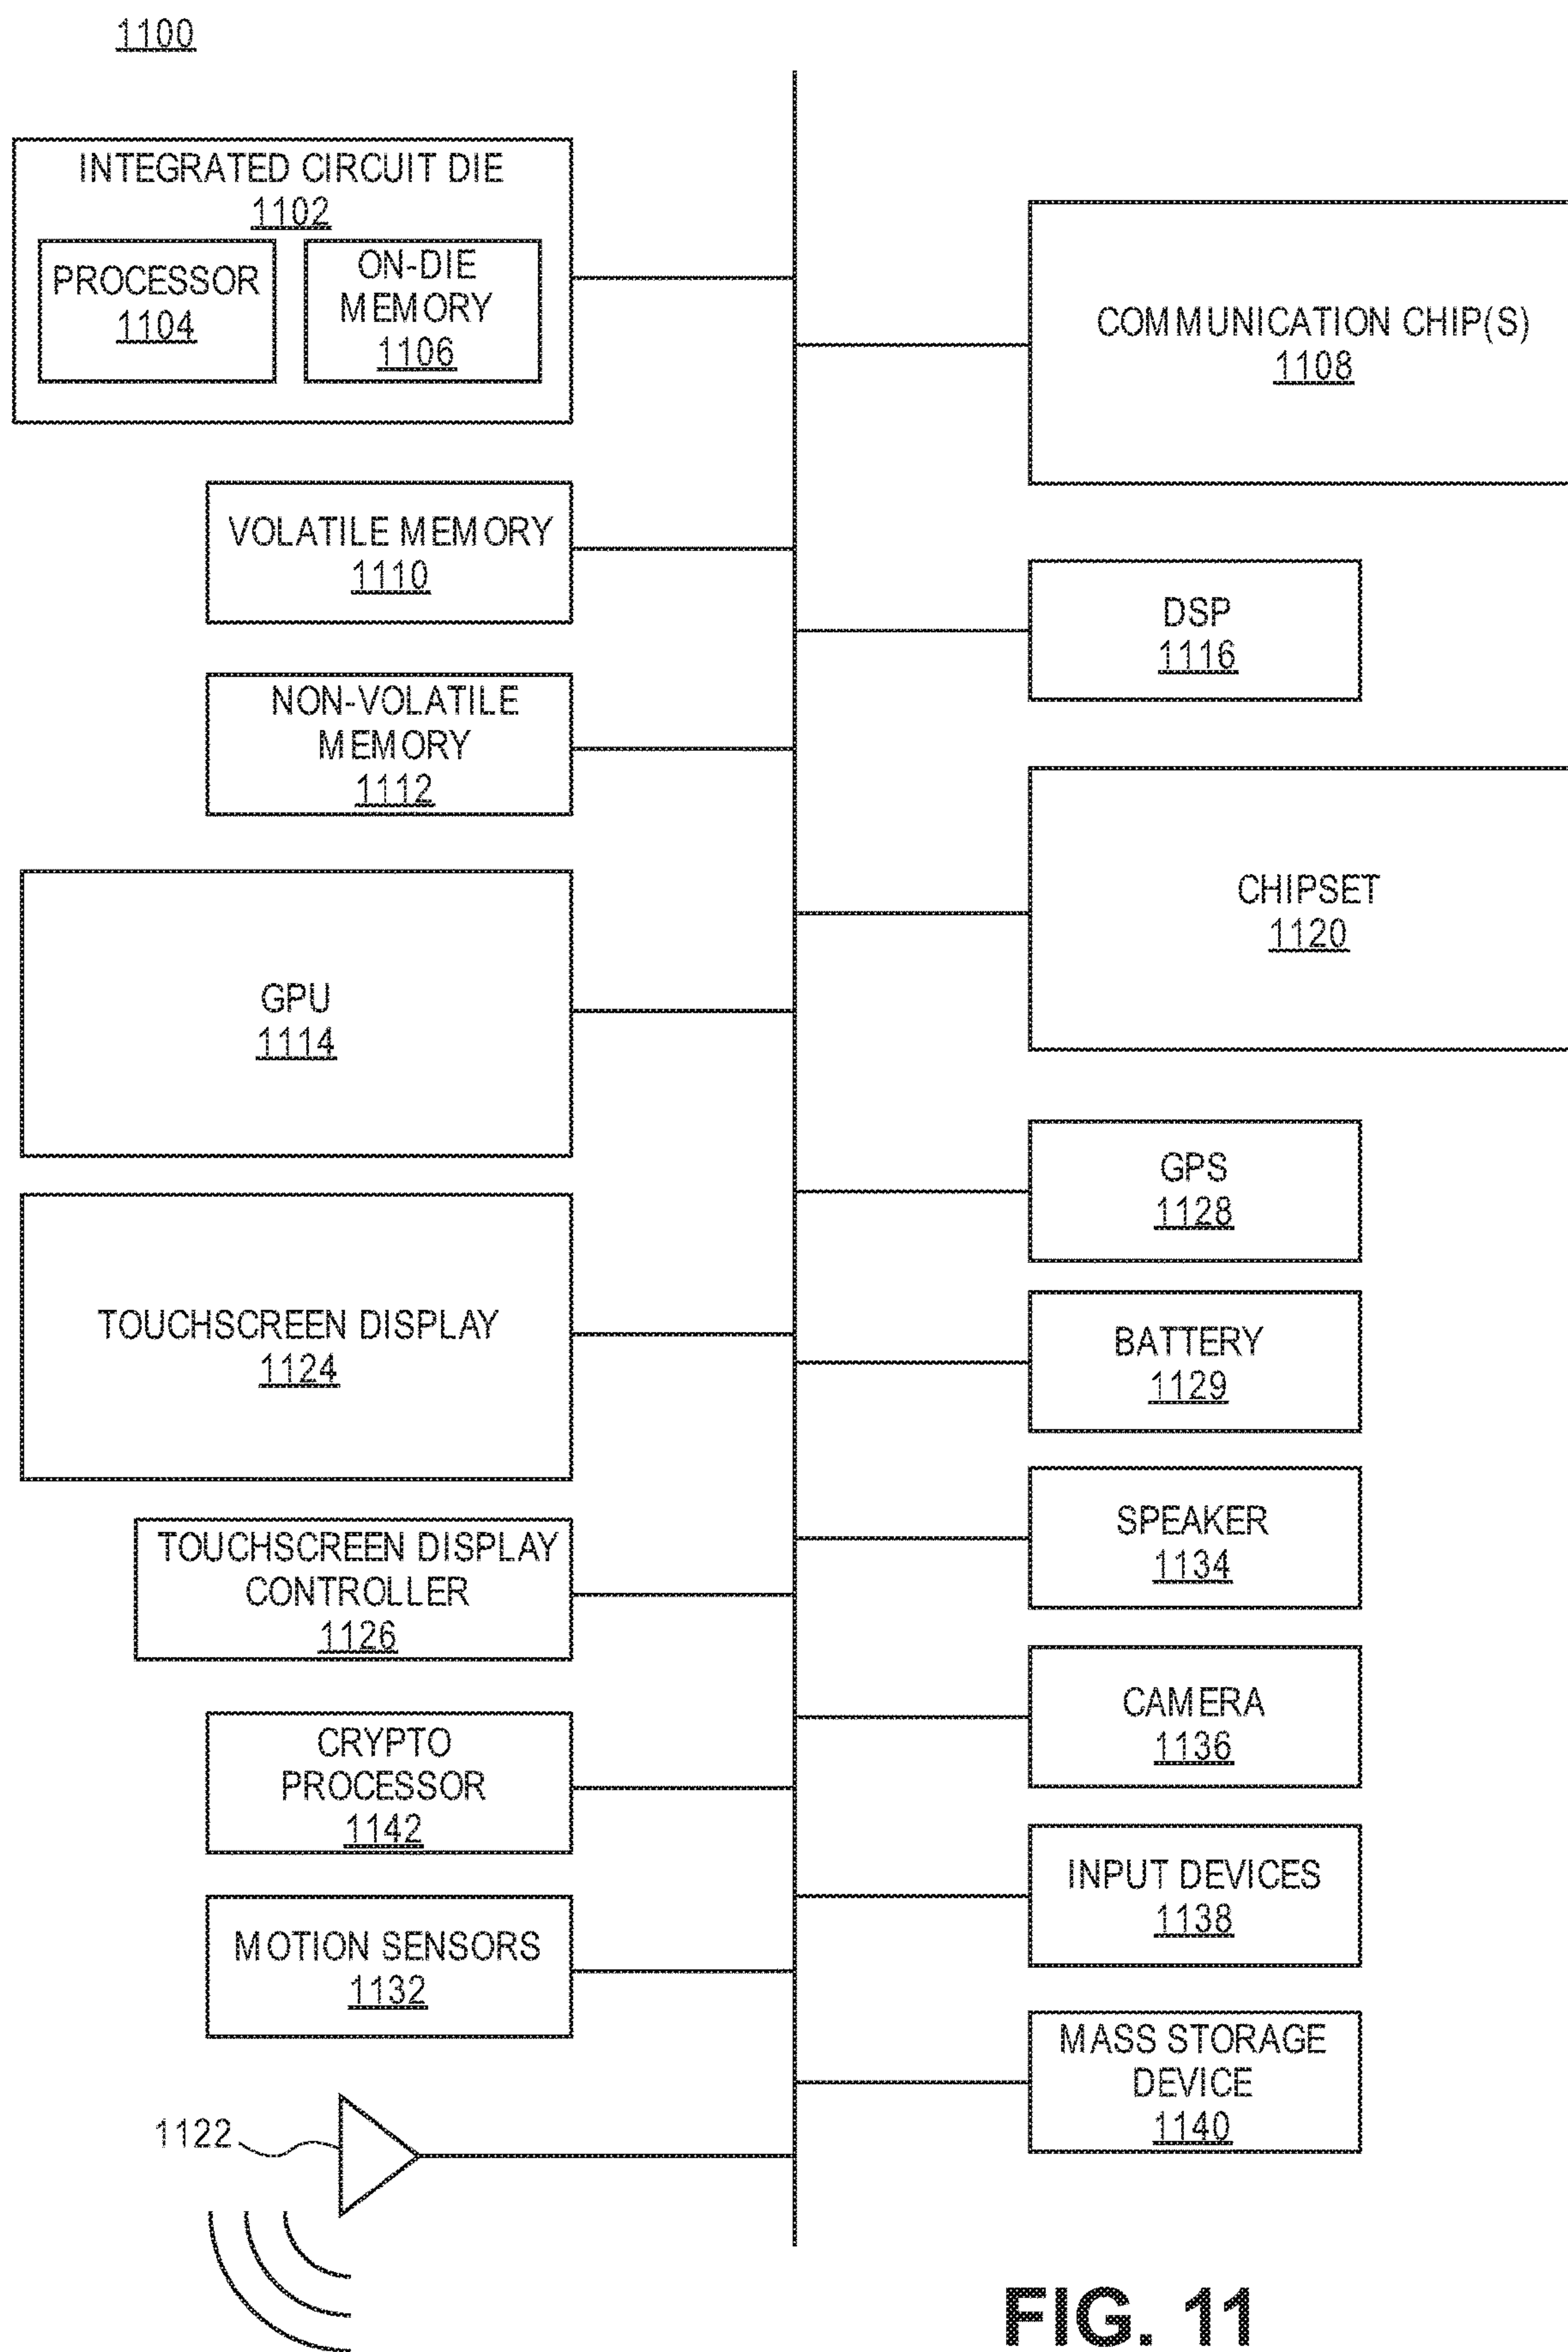 1100
INTEGRATED CIRCUIT DIE
1102
PROCESSOR
1104
ON-DIE
MEMORY
1106
VOLATILE MEMORY
1110
NON-VOLATILE
MEMORY
1112
GPU
1114
TOUCHSCREEN DISPLAY
1124
TOUCHSCREEN DISPLAY
CONTROLLER
1126
CRYPTO
PROCESSOR
1142
MOTION SENSORS
1132
1122
COMMUNICATION CHIP(S)
1108
DSP
1116
CHIPSET
1120
GPS
1128
BATTERY
1129
SPEAKER
1134
CAMERA
1136
INPUT DEVICES
1138
MASS STORAGE
DEVICE
1140
FIG. 11